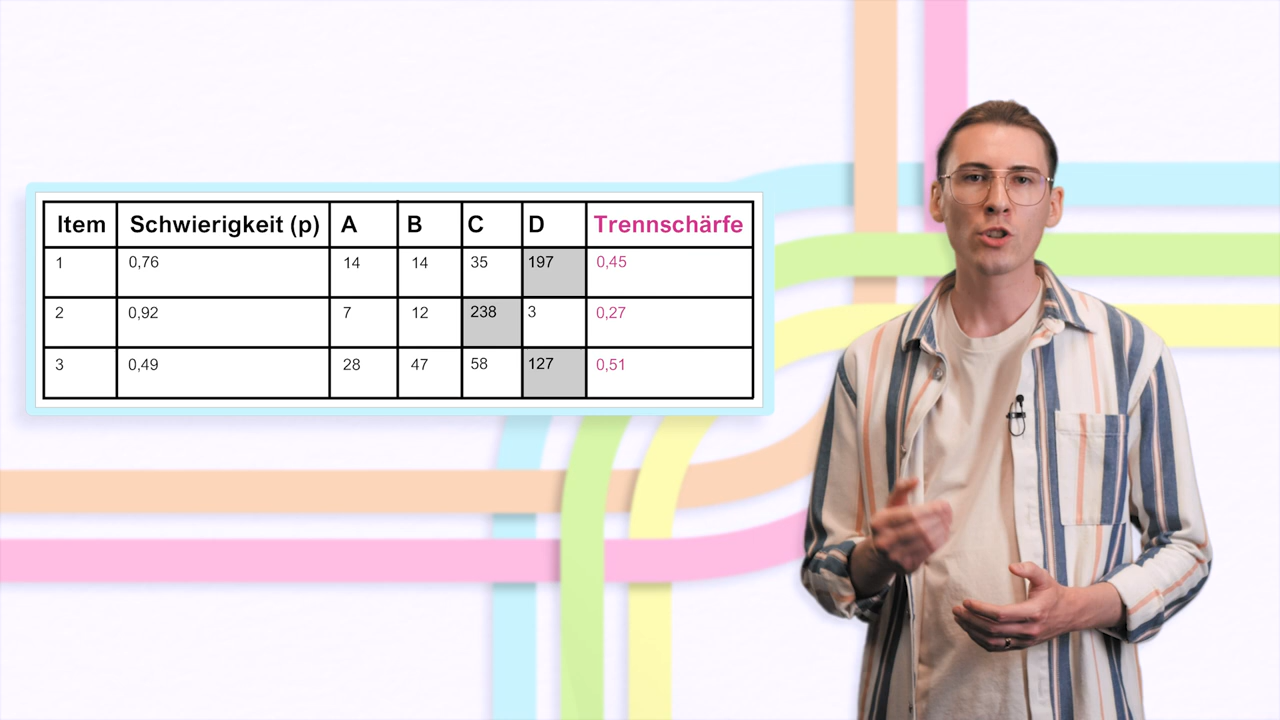 Item Schwierigkeit (p) A B C D Trennschärfe
1 0,76 14 14 35 197 0,45
2 0,92 7 12 238 3 0,27
3 0,49 28 47 58 127 0,51